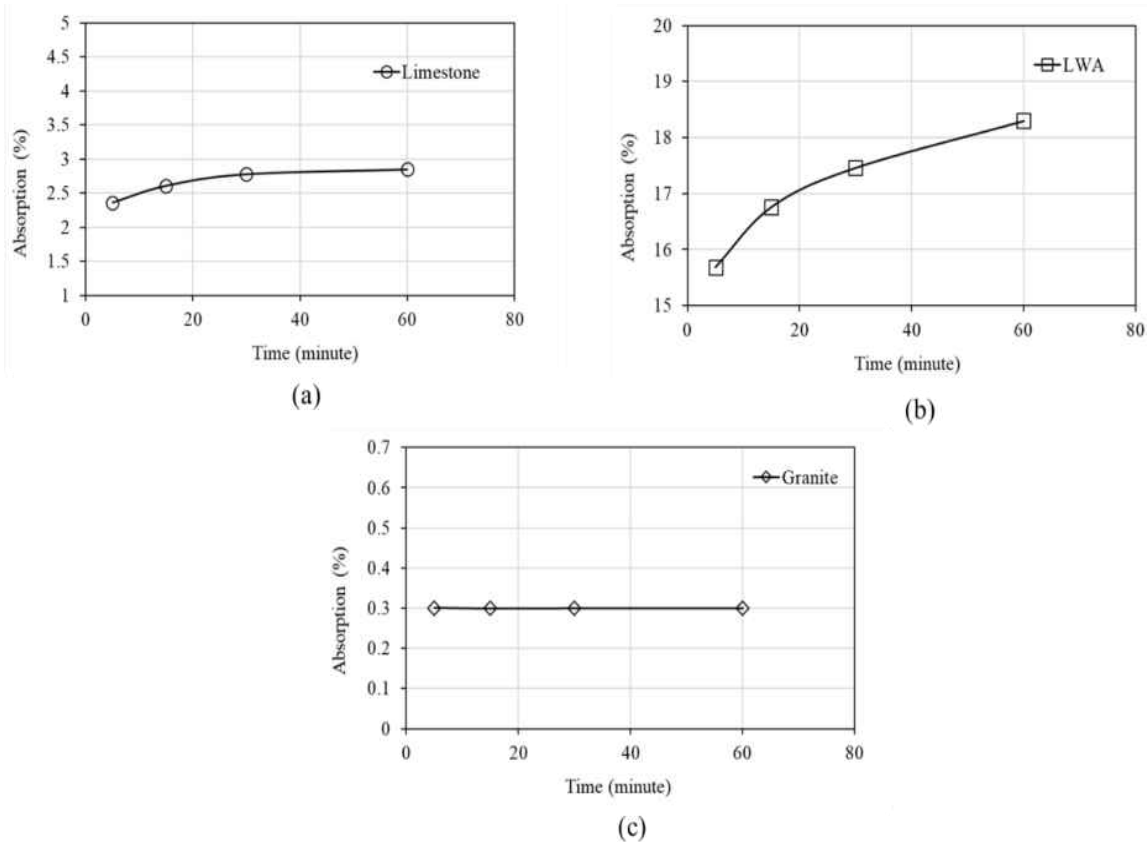 5
4.5
4
3.5
3
2.5
2
1.5
1
0 20 40 60 80
Absorption (%)
Time (minute)
Limestone
(a)
20
19
18
17
16
15
0 20 40 60 80
Absorption (%)
Time (minute)
LWA
(b)
0.7
0.6
0.5
0.4
0.3
0.2
0.1
0
0 20 40 60 80
Absorption (%)
Time (minute)
Granite
(c)